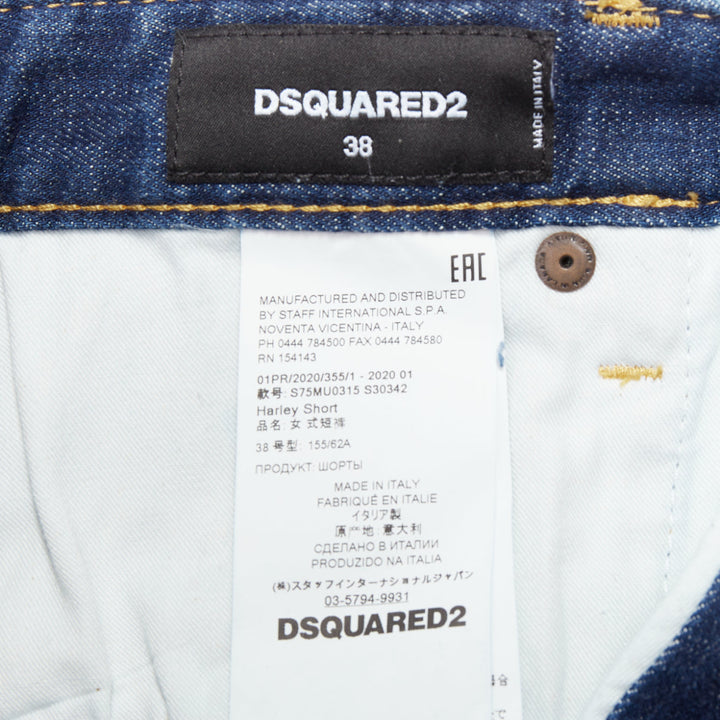 DSQUARED2
38
MADE IN ITALY
EAC
MANUFACTURED AND DISTRIBUTED
BY STAFF INTERNATIONAL S.P.A.
NOVENTA VICENTINA - ITALY
PH 0444 784500 FAX 0444 784580
RN 154143
01PR/2020/355/1 - 2020 01
款号: S75MU0315 S30342
Harley Short
品名: 女式短裤
38 号型: 155/62A
ПРОДУКТ: ШОРТЫ
MADE IN ITALY
FABRIQUÉ EN ITALIE
イタリア製
原产地: 意大利
СДЕЛАНО В ИТАЛИИ
PRODUZIDO NA ITALIA
(株)スタッフインターナショナルジャパン
03-5794-9931
DSQUARED2
合
で